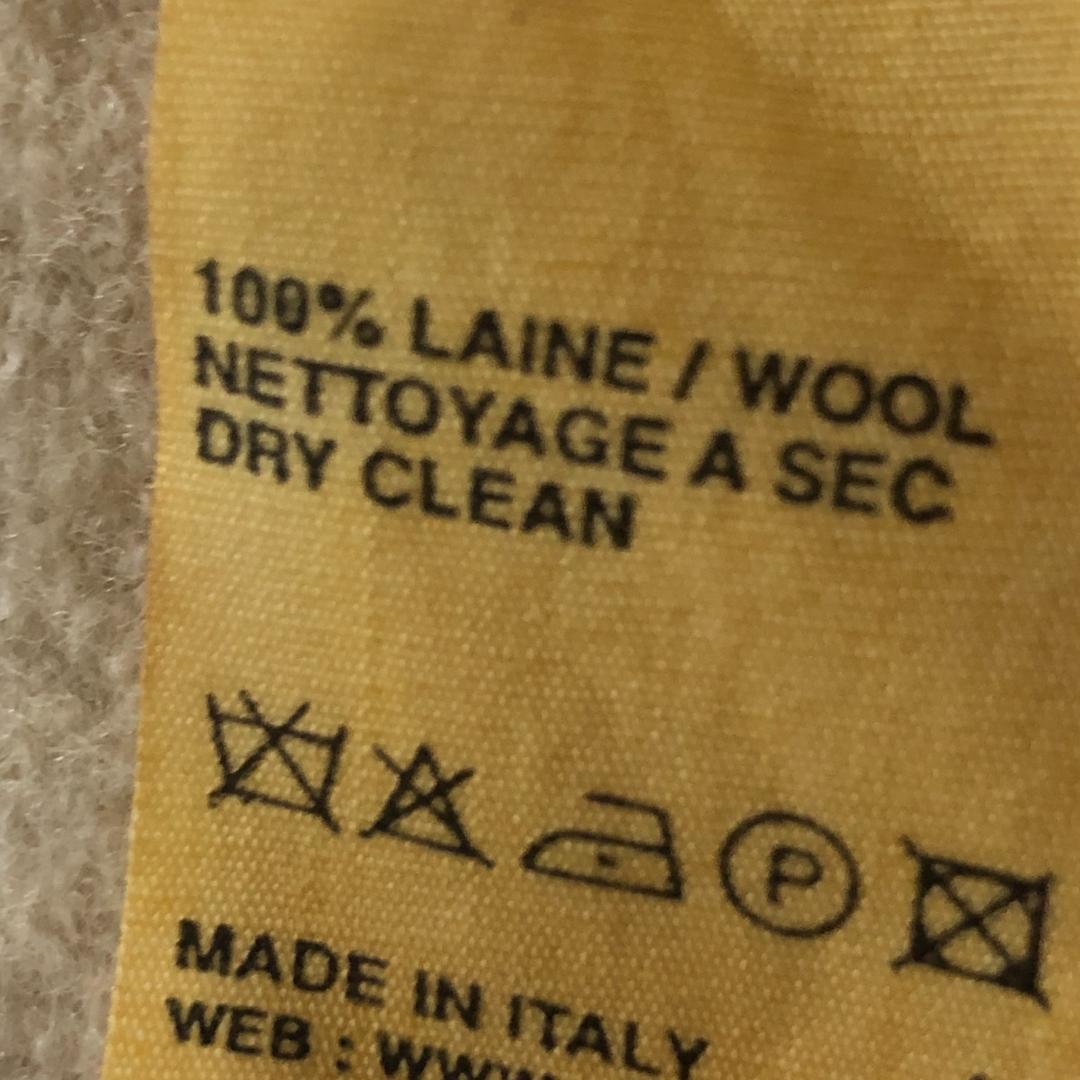 100% LAINE / WOOL
NETTOYAGE A SEC
DRY CLEAN
P
MADE IN ITALY
WEB :